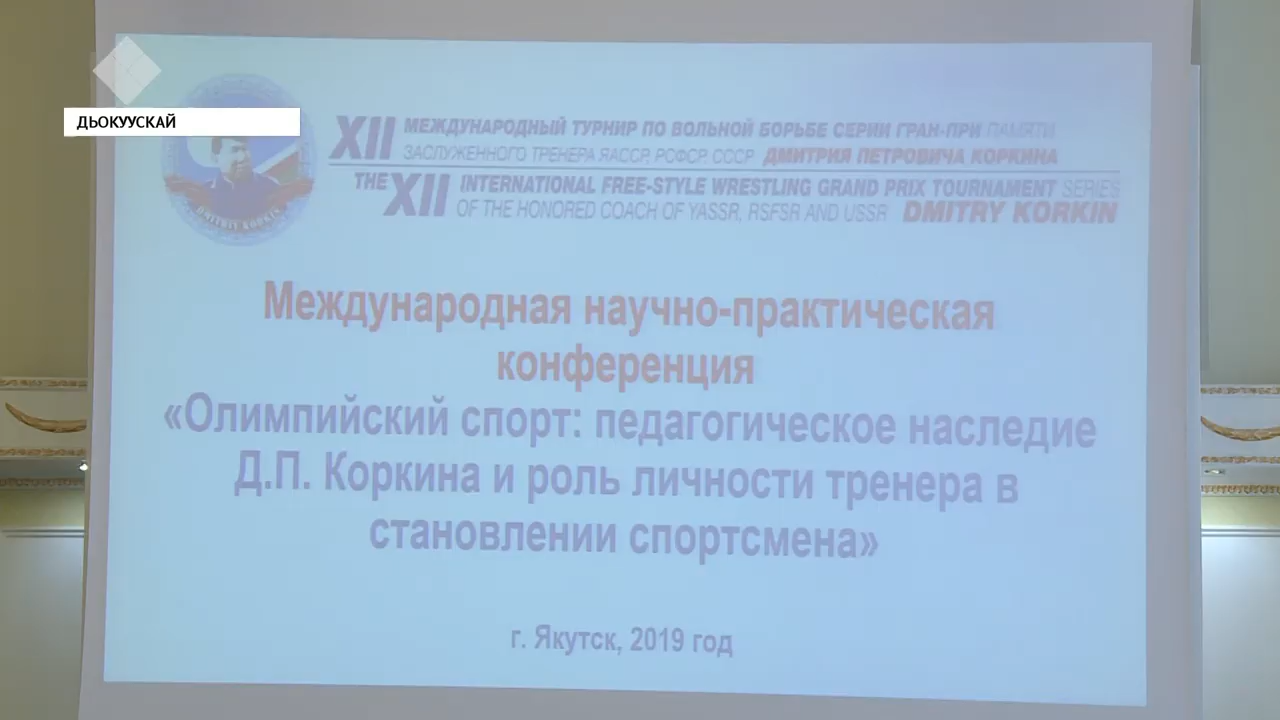 ДЬОКУУСКАЙ
XII МЕЖДУНАРОДНЫЙ ТУРНИР ПО ВОЛЬНОЙ БОРЬБЕ СЕРИИ ГРАН-ПРИ ПАМЯТИ
ЗАСЛУЖЕННОГО ТРЕНЕРА ЯАССР, РСФСР, СССР ДМИТРИЯ ПЕТРОВИЧА КОРКИНА
THE XII INTERNATIONAL FREE-STYLE WRESTLING GRAND PRIX TOURNAMENT SERIES
OF THE HONORED COACH OF YASSR, RSFSR AND USSR DMITRY KORKIN
DMITRIY KORKIN
Международная научно-практическая
конференция
«Олимпийский спорт: педагогическое наследие
Д.П. Коркина и роль личности тренера в
становлении спортсмена»
г. Якутск, 2019 год